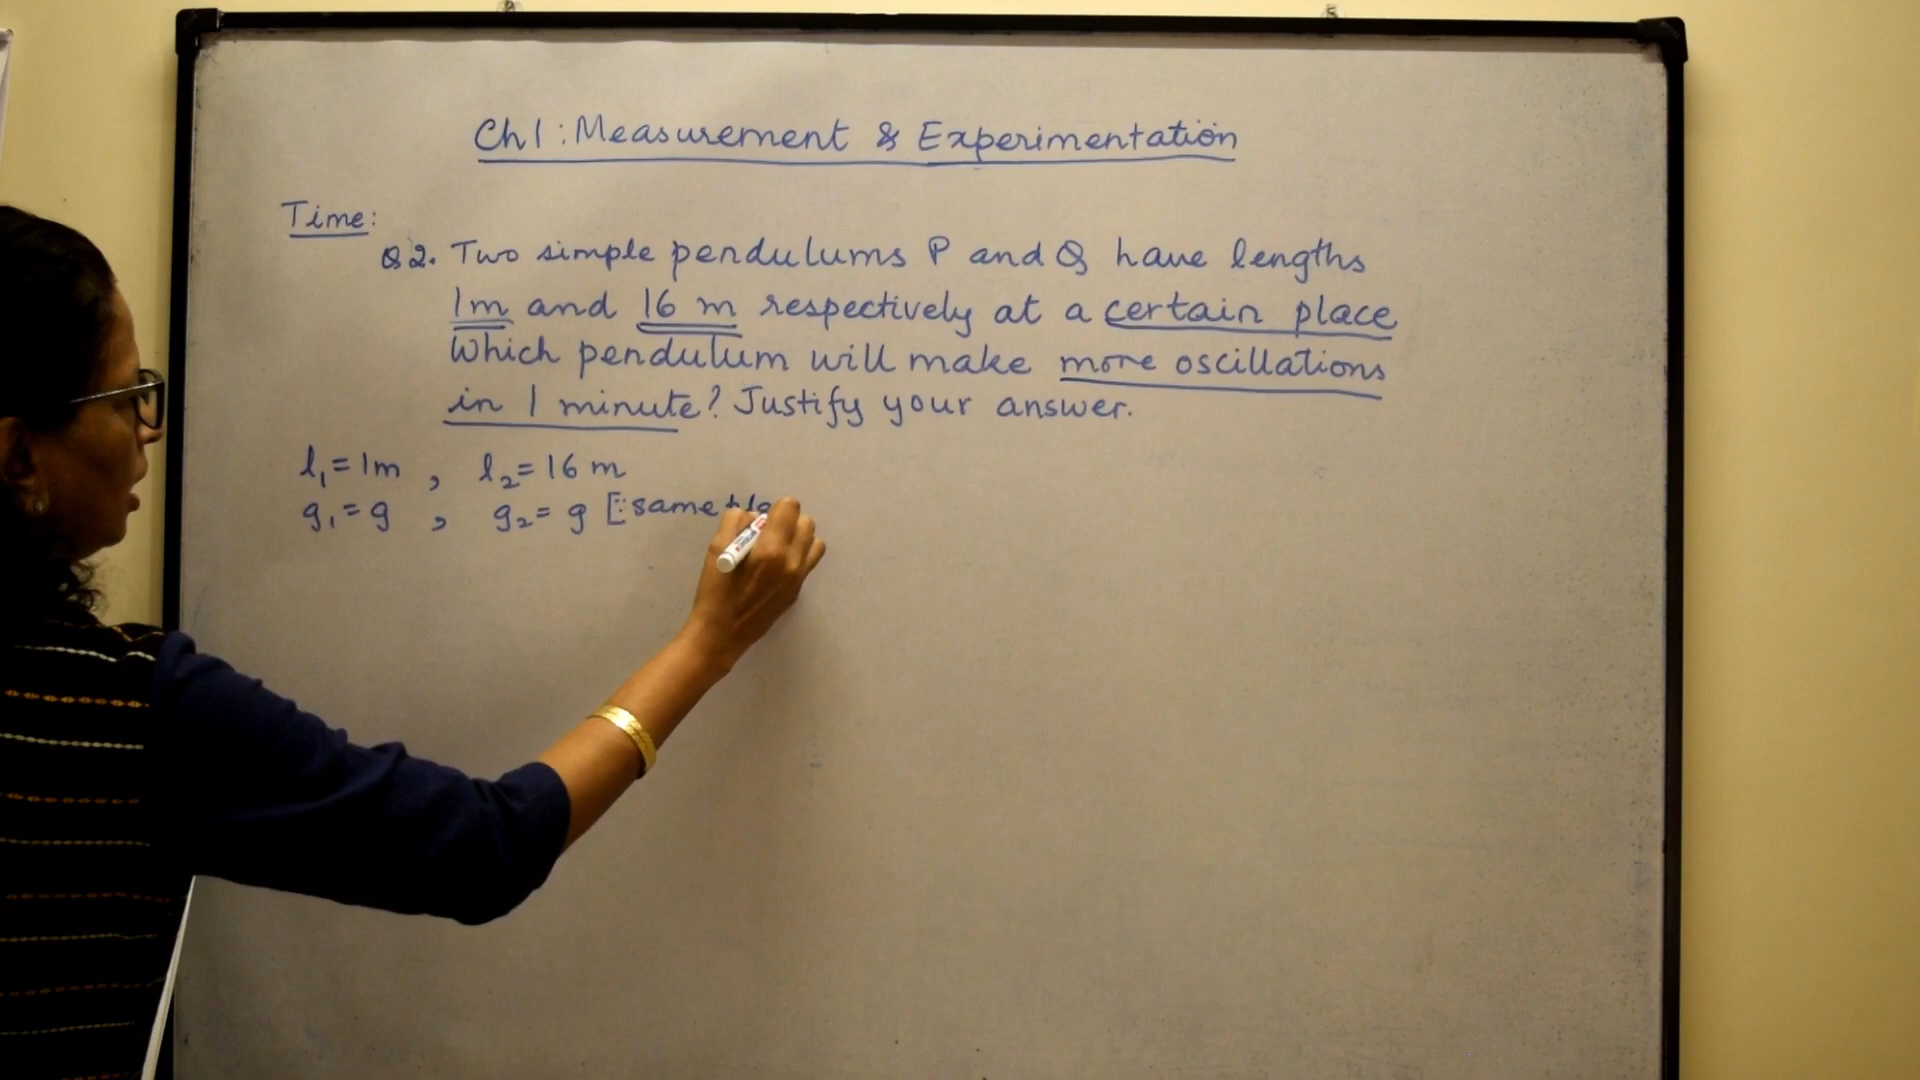 Ch1: Measurement & Experimentation
Time:
Q2. Two simple pendulums P and Q have lengths
1m and 16 m respectively at a certain place
Which pendulum will make more oscillations
in 1 minute? Justify your answer.
l₁ = 1m , l₂ = 16 m
g₁ = g , g₂ = g [∵ same